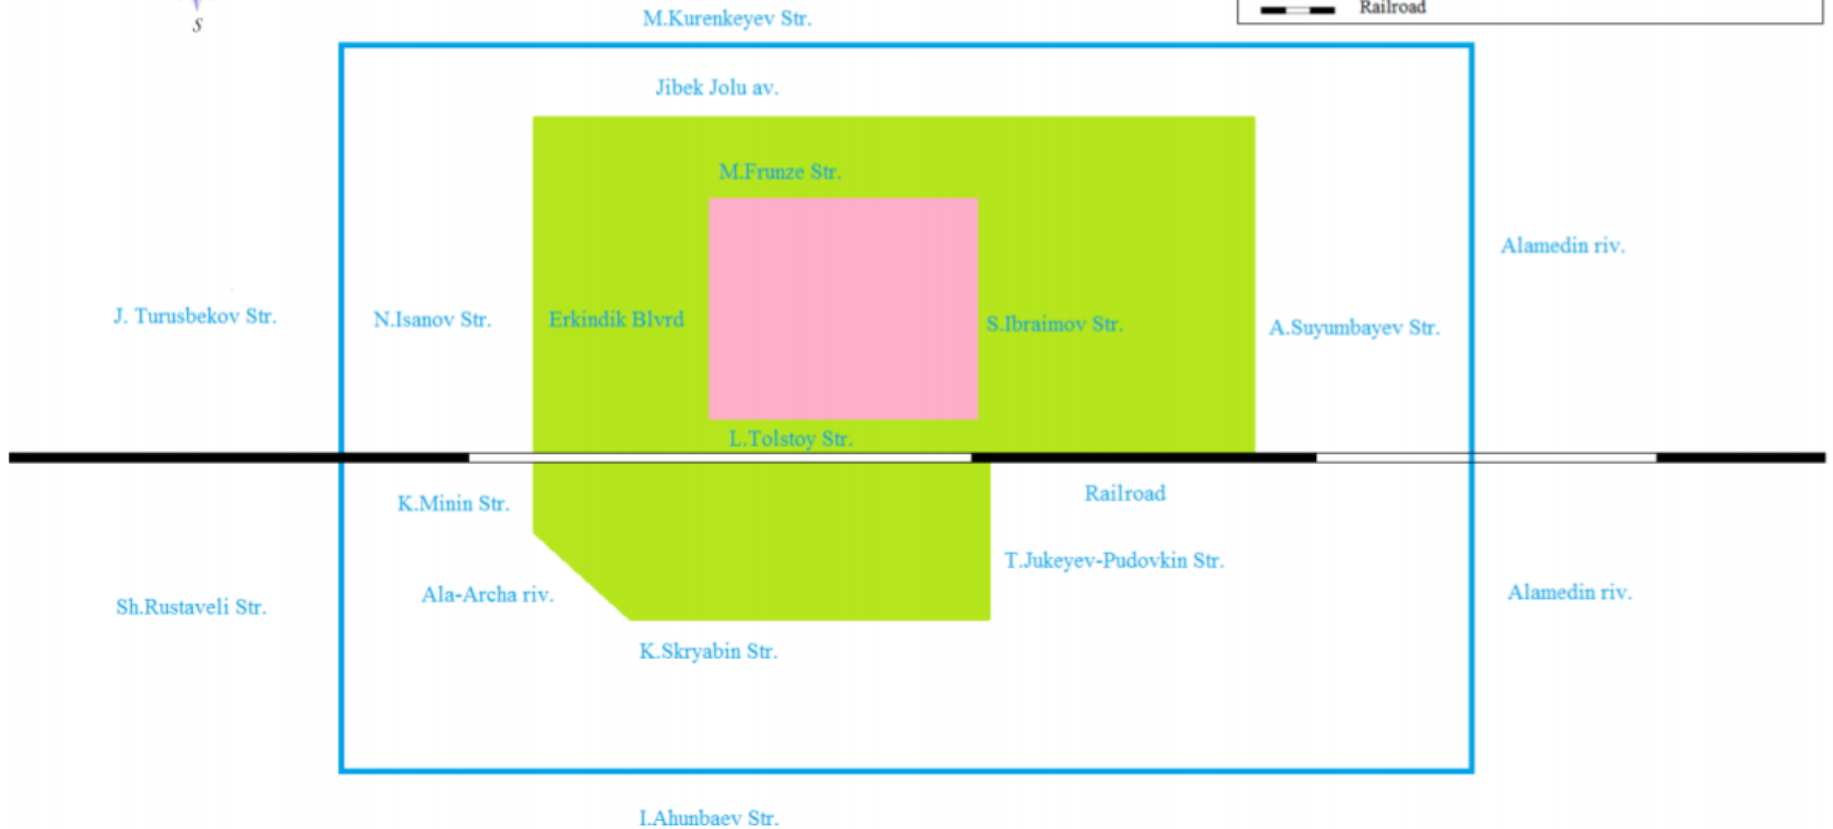 S
Railroad
M.Kurenkeyev Str.
Jibek Jolu av.
M.Frunze Str.
Alamedin riv.
J. Turusbekov Str.
N.Isanov Str.
Erkindik Blvrd
S.Ibraimov Str.
A.Suyumbayev Str.
L.Tolstoy Str.
K.Minin Str.
Railroad
T.Jukeyev-Pudovkin Str.
Ala-Archa riv.
Alamedin riv.
Sh.Rustaveli Str.
K.Skryabin Str.
I.Ahunbaev Str.